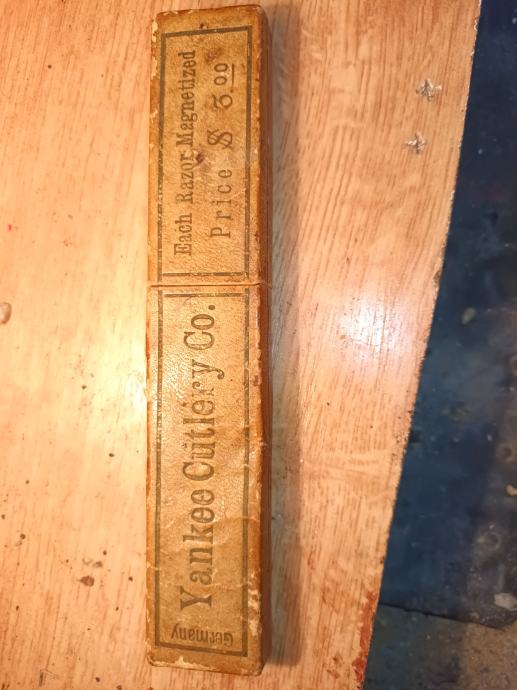 Germany
Yankee Cutlery Co.
Each Razor Magnetized
Price $ 3.00